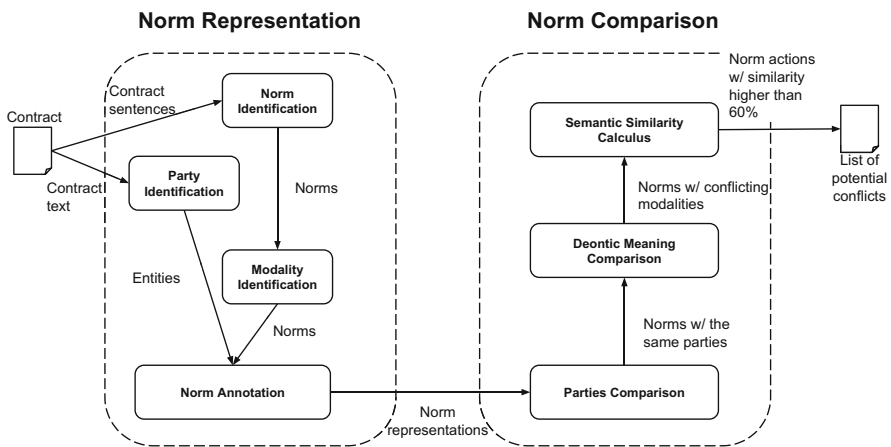 Norm Representation
Norm Comparison
Contract
Contract
sentences
Norm
Identification
Contract
text
Party
Identification
Norms
Entities
Modality
Identification
Norms
Norm Annotation
Norm
representations
Parties Comparison
Norms w/ the
same parties
Deontic Meaning
Comparison
Norms w/ conflicting
modalities
Semantic Similarity
Calculus
Norm actions
w/ similarity
higher than
60%
List of
potential
conflicts